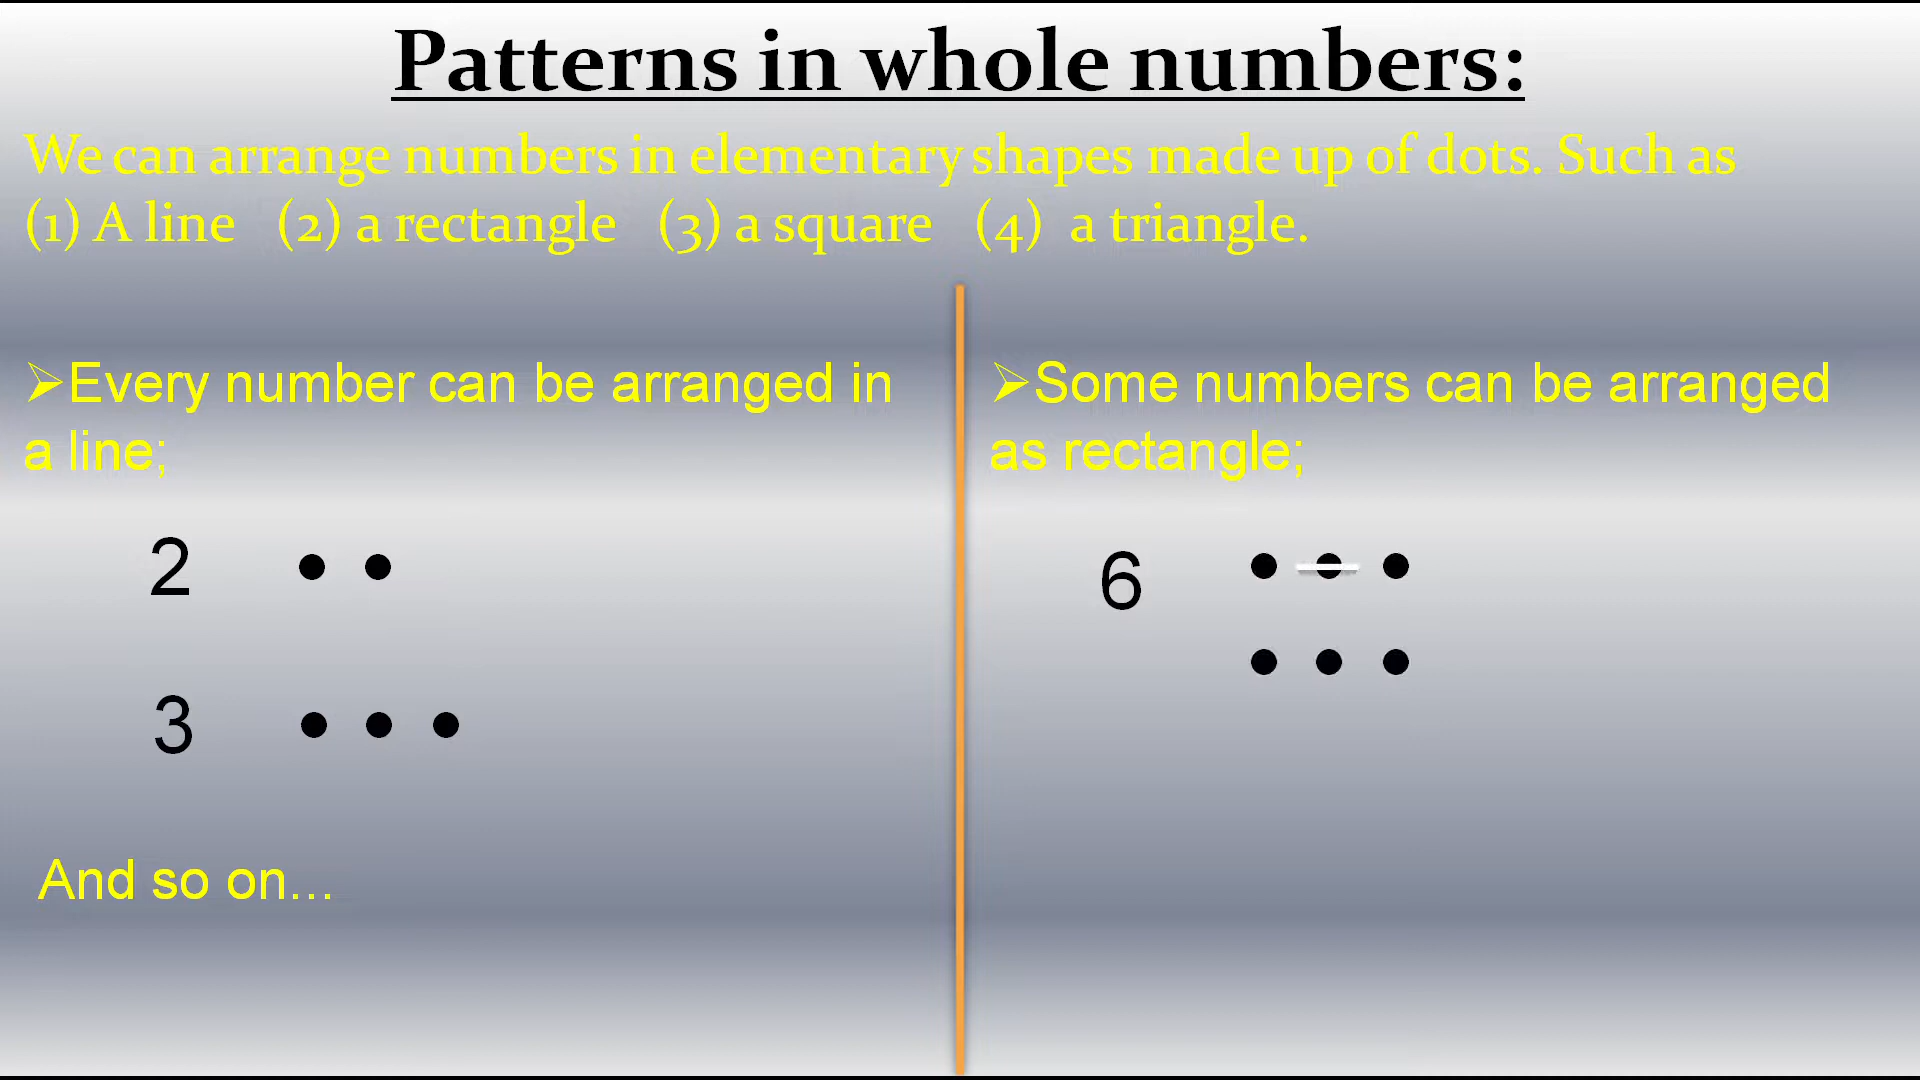 Patterns in whole numbers:
We can arrange numbers in elementary shapes made up of dots. Such as
(1) A line (2) a rectangle (3) a square (4) a triangle.
➢Every number can be arranged in
a line;
2
3
And so on...
➢Some numbers can be arranged
as rectangle;
6